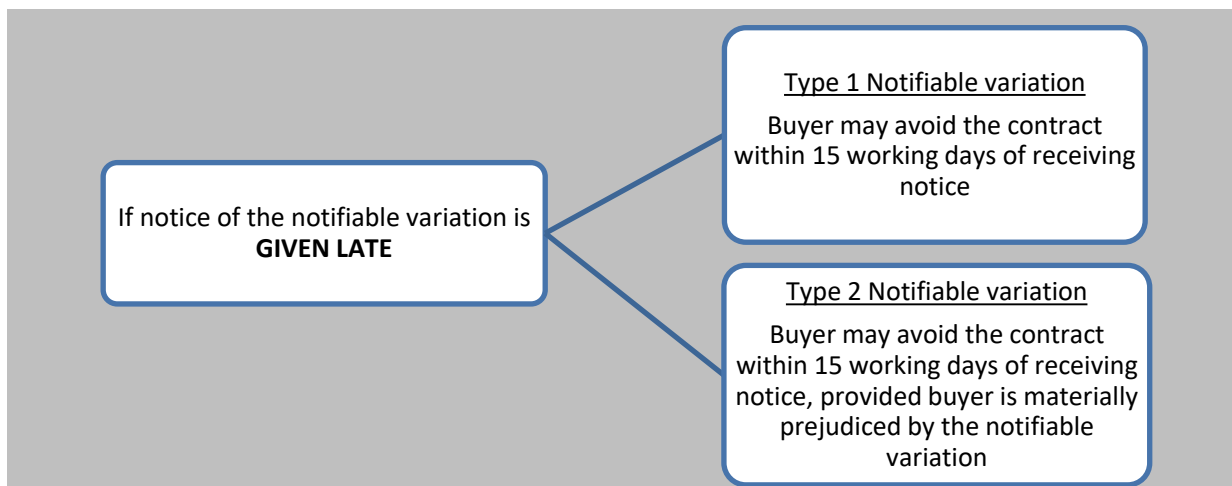 If notice of the notifiable variation is
GIVEN LATE
Type 1 Notifiable variation
Buyer may avoid the contract
within 15 working days of receiving
notice
Type 2 Notifiable variation
Buyer may avoid the contract
within 15 working days of receiving
notice, provided buyer is materially
prejudiced by the notifiable
variation